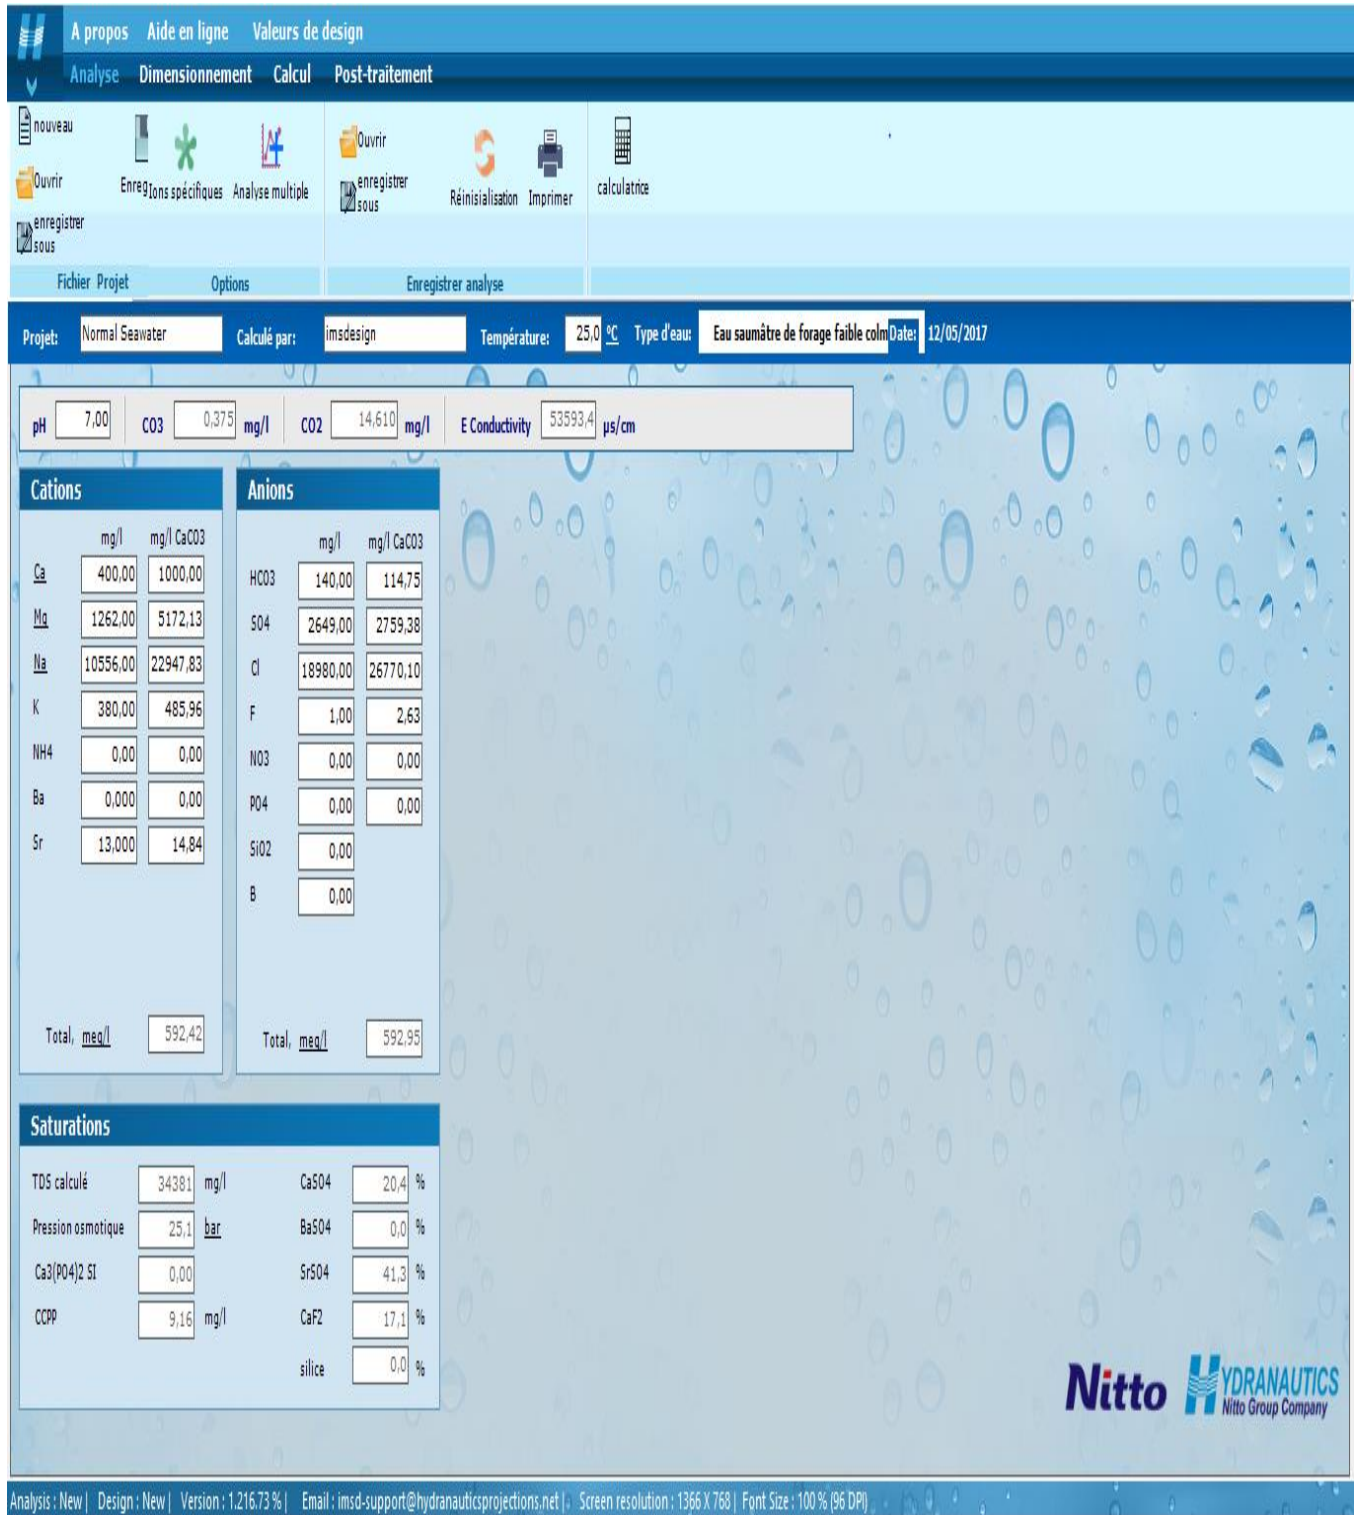 A propos Aide en ligne Valeurs de design
Analyse Dimensionnement Calcul Post-traitement
nouveau
Ouvrir
enregistrer
sous
Enreg
Ions spécifiques
Analyse multiple
Ouvrir
enregistrer
sous
Réinisialisation
Imprimer
calculatrice
Fichier Projet Options Enregistrer analyse
Projet: Normal Seawater Calculé par: imsdesign Température: 25,0 ºC Type d'eau: Eau saumâtre de forage faible colm Date: 12/05/2017
pH 7,00 CO3 0,375 mg/l CO2 14,610 mg/l E Conductivity 53593,4 µs/cm
Cations
mg/l mg/l CaCO3
Ca 400,00 1000,00
Mg 1262,00 5172,13
Na 10556,00 22947,83
K 380,00 485,96
NH4 0,00 0,00
Ba 0,000 0,00
Sr 13,000 14,84
Total, meg/l 592,42
Anions
mg/l mg/l CaCO3
HCO3 140,00 114,75
SO4 2649,00 2759,38
Cl 18980,00 26770,10
F 1,00 2,63
NO3 0,00 0,00
PO4 0,00 0,00
SiO2 0,00
B 0,00
Total, meg/l 592,95
Saturations
TDS calculé 34381 mg/l CaSO4 20,4 %
Pression osmotique 25,1 bar BaSO4 0,0 %
Ca3(PO4)2 SI 0,00 SrSO4 41,3 %
CCPP 9,16 mg/l CaF2 17,1 %
silice 0,0 %
Nitto HYDRANAUTICS
Nitto Group Company
Analysis : New | Design : New | Version : 1.216.73 % | Email : imsd-support@hydranauticsprojections.net | Screen resolution : 1366 X 768 | Font Size : 100 % (96 DPI)